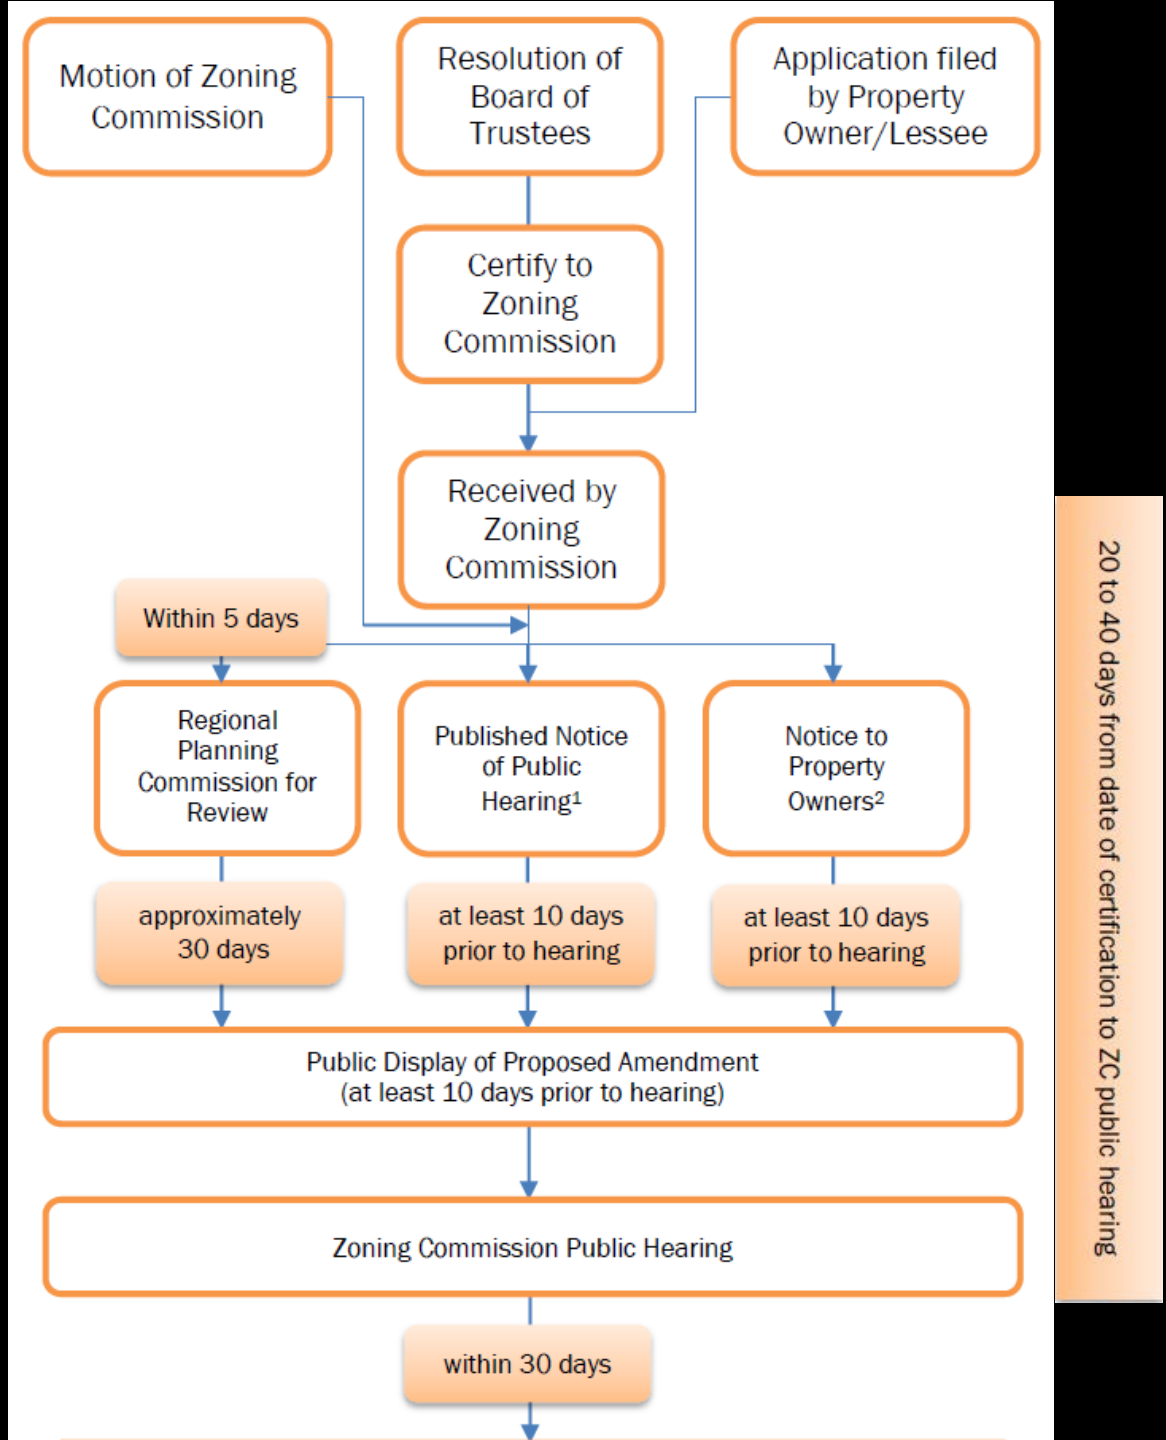 Motion of Zoning
Commission
Resolution of
Board of
Trustees
Application filed
by Property
Owner/Lessee
Certify to
Zoning
Commission
Received by
Zoning
Commission
Within 5 days
Regional
Planning
Commission for
Review
Published Notice
of Public
Hearing¹
Notice to
Property
Owners²
approximately
30 days
at least 10 days
prior to hearing
at least 10 days
prior to hearing
Public Display of Proposed Amendment
(at least 10 days prior to hearing)
Zoning Commission Public Hearing
within 30 days
20 to 40 days from date of certification to ZC public hearing